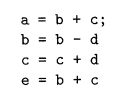 a = b + c;
b = b - d
c = c + d
e = b + c